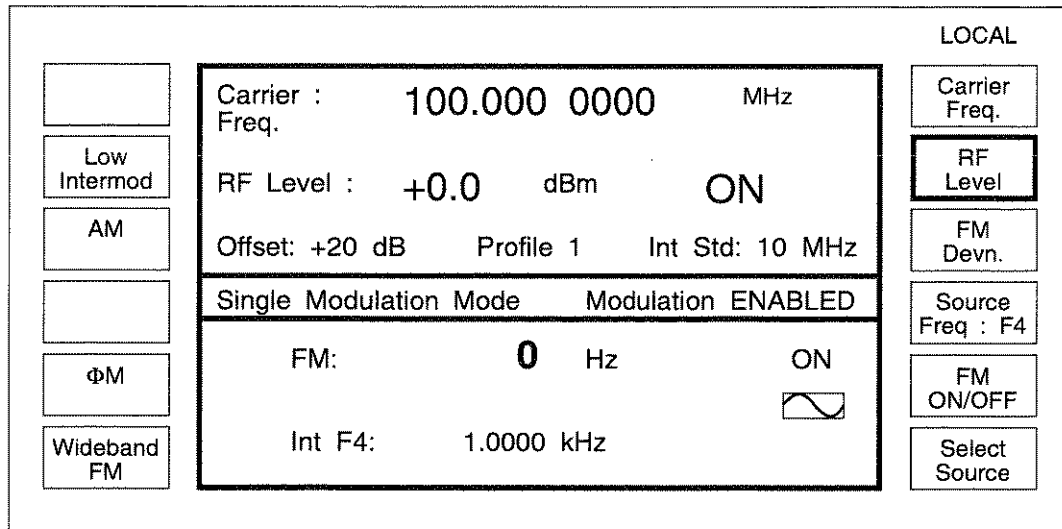 LOCAL
Low
Intermod
AM
ΦM
Wideband
FM
Carrier : 100.000 0000 MHz
Freq.
RF Level : +0.0 dBm ON
Offset: +20 dB Profile 1 Int Std: 10 MHz
Single Modulation Mode Modulation ENABLED
FM: 0 Hz ON
Int F4: 1.0000 kHz
Carrier
Freq.
RF
Level
FM
Devn.
Source
Freq : F4
FM
ON/OFF
Select
Source